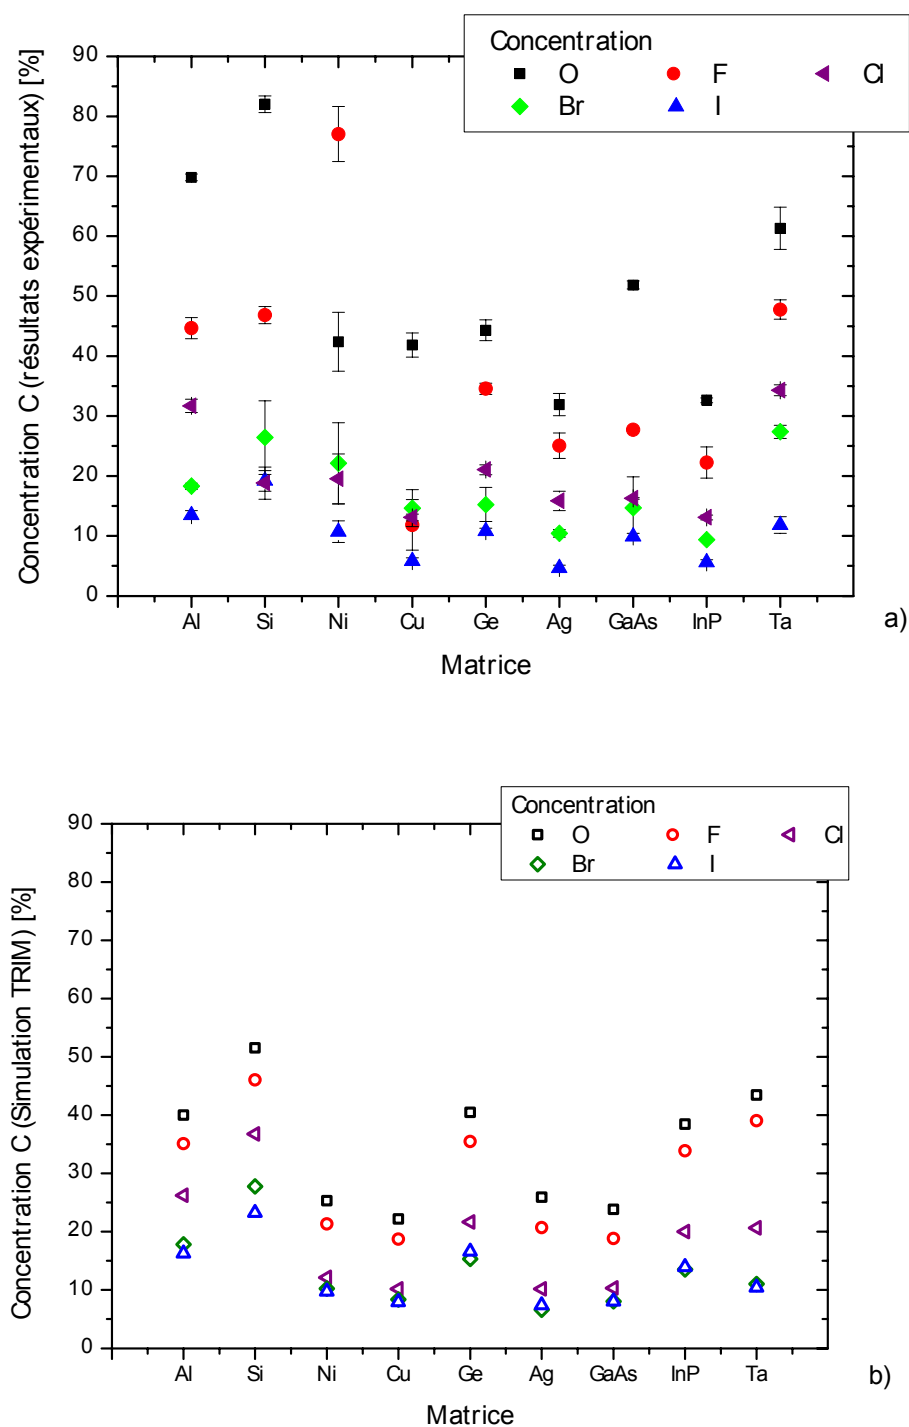 Concentration
O F Cl
Br I
Concentration C (résultats expérimentaux) [%]
90
80
70
60
50
40
30
20
10
0
Al Si Ni Cu Ge Ag GaAs InP Ta
a)
Matrice
Concentration
O F Cl
Br I
Concentration C (Simulation TRIM) [%]
90
80
70
60
50
40
30
20
10
0
Al Si Ni Cu Ge Ag GaAs InP Ta
b)
Matrice